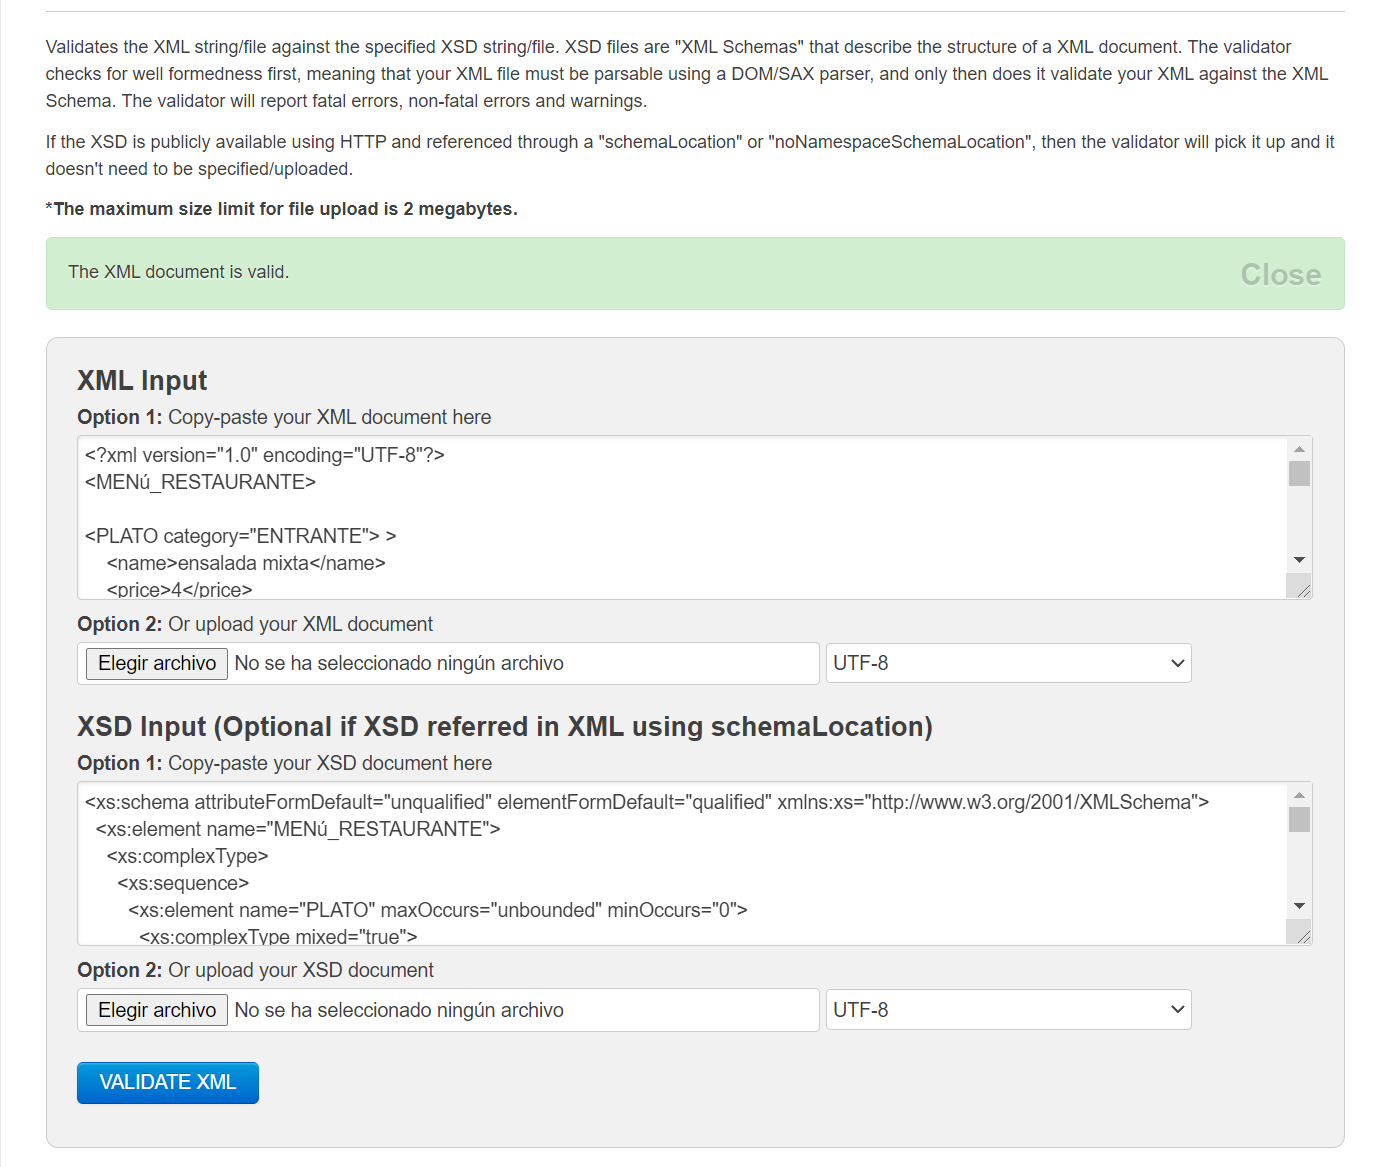 Validates the XML string/file against the specified XSD string/file. XSD files are "XML Schemas" that describe the structure of a XML document. The validator
checks for well formedness first, meaning that your XML file must be parsable using a DOM/SAX parser, and only then does it validate your XML against the XML
Schema. The validator will report fatal errors, non-fatal errors and warnings.
If the XSD is publicly available using HTTP and referenced through a "schemaLocation" or "noNamespaceSchemaLocation", then the validator will pick it up and it
doesn't need to be specified/uploaded.
*The maximum size limit for file upload is 2 megabytes.
The XML document is valid.
Close
XML Input
Option 1: Copy-paste your XML document here
<?xml version="1.0" encoding="UTF-8"?>
<MENú_RESTAURANTE>
<PLATO category="ENTRANTE"> >
<name>ensalada mixta</name>
<price>4</price>
Option 2: Or upload your XML document
Elegir archivo No se ha seleccionado ningún archivo UTF-8
XSD Input (Optional if XSD referred in XML using schemaLocation)
Option 1: Copy-paste your XSD document here
<xs:schema attributeFormDefault="unqualified" elementFormDefault="qualified" xmlns:xs="http://www.w3.org/2001/XMLSchema">
<xs:element name="MENú_RESTAURANTE">
<xs:complexType>
<xs:sequence>
<xs:element name="PLATO" maxOccurs="unbounded" minOccurs="0">
<xs:complexType mixed="true">
Option 2: Or upload your XSD document
Elegir archivo No se ha seleccionado ningún archivo UTF-8
VALIDATE XML